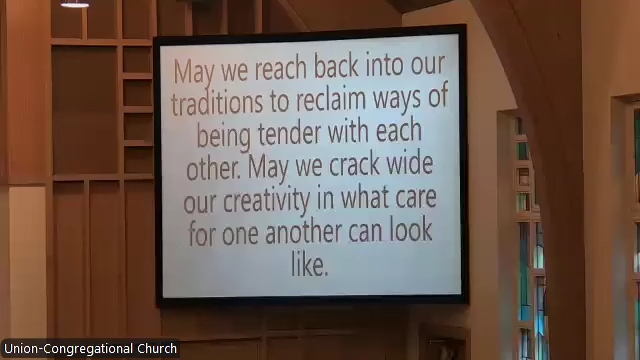 May we reach back into our
traditions to reclaim ways of
being tender with each
other. May we crack wide
our creativity in what care
for one another can look
like.
Union-Congregational Church